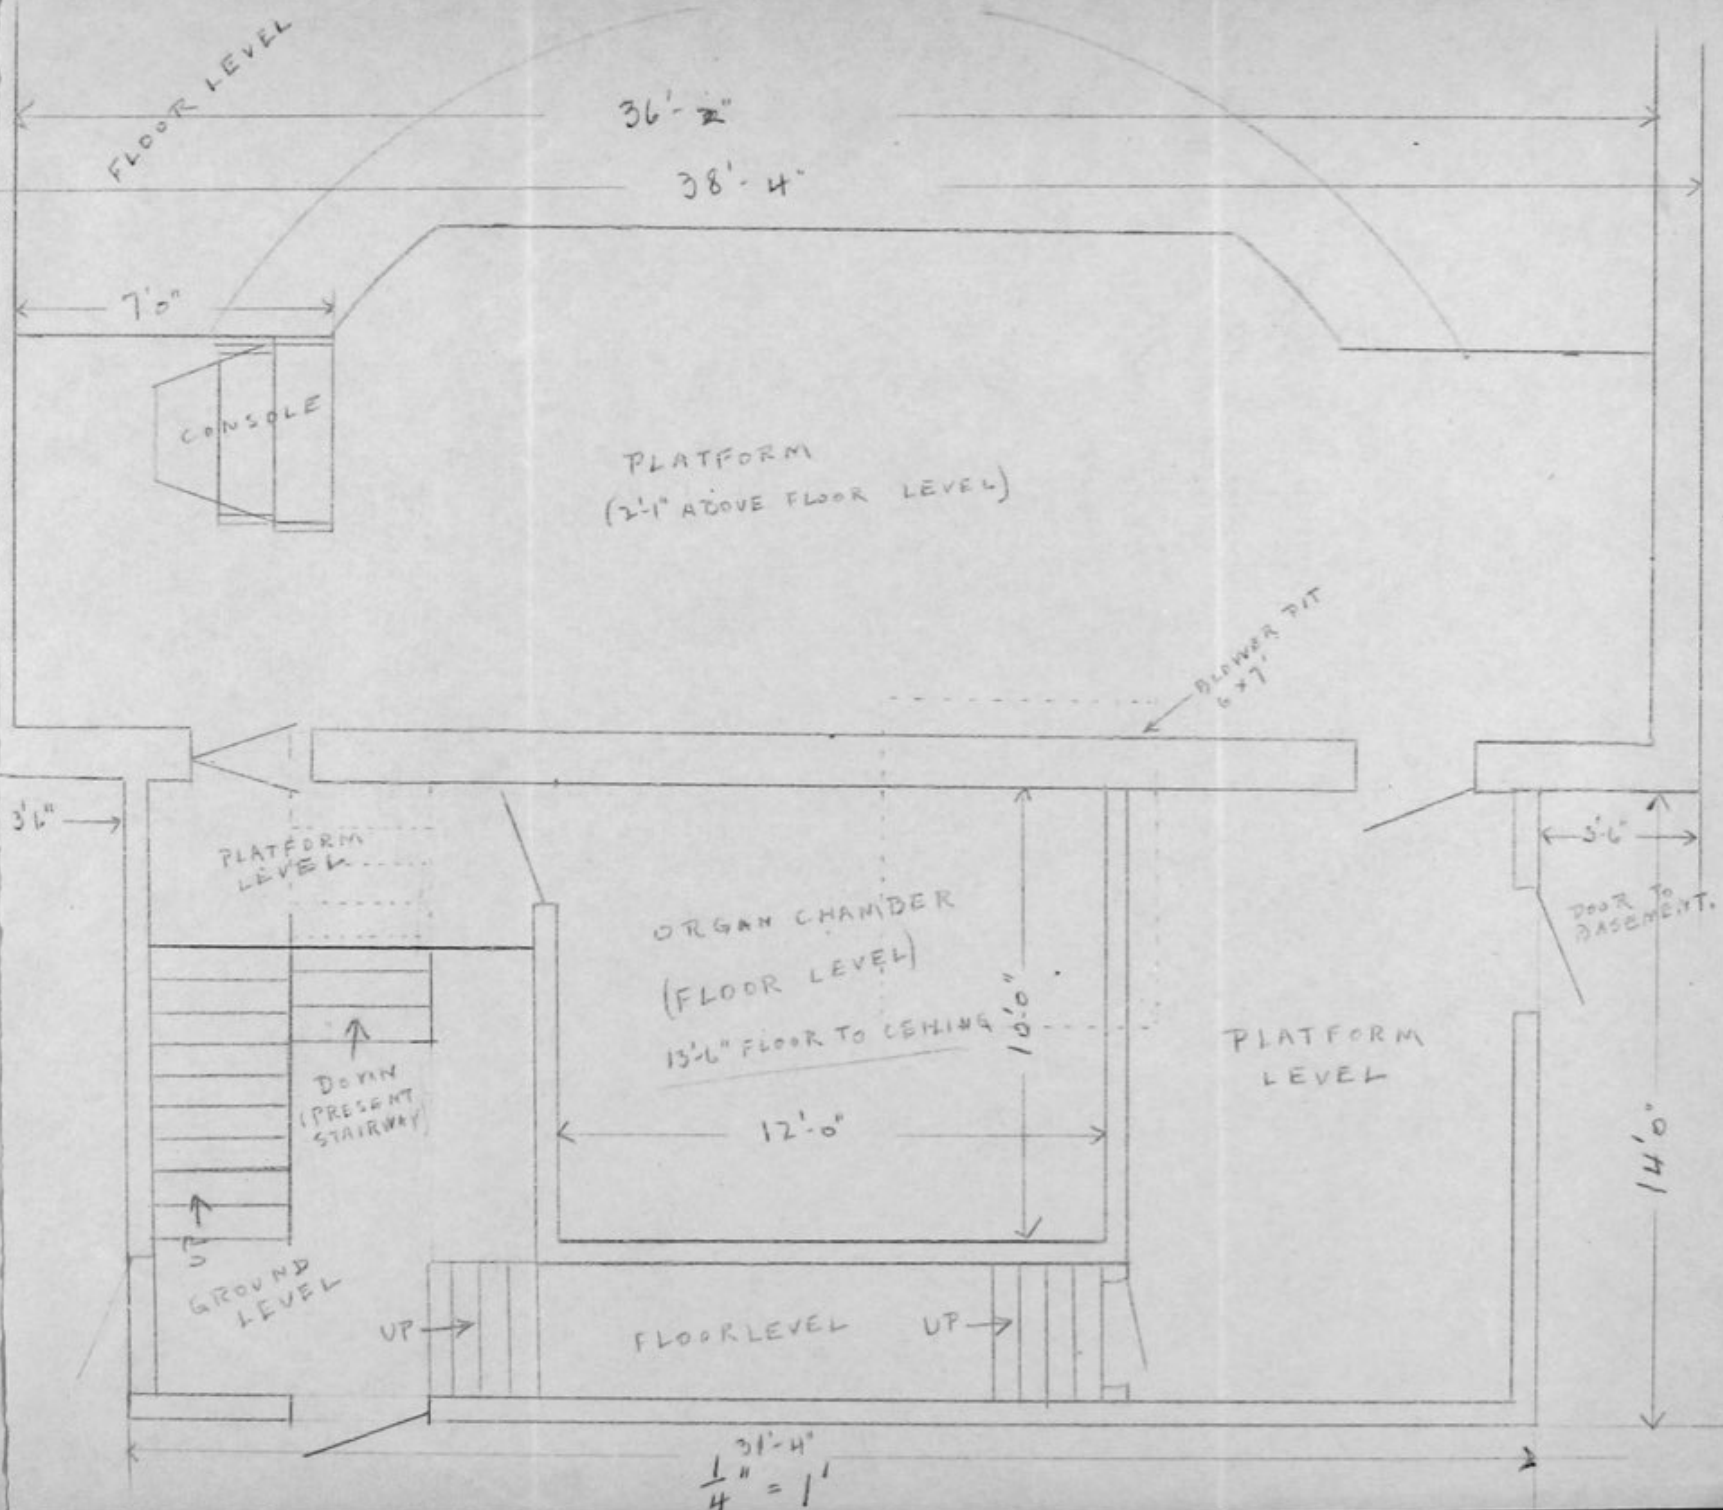 FLOOR LEVEL
36'-2"
38'-4"
7'0"
CONSOLE
PLATFORM
(2'-1" ABOVE FLOOR LEVEL)
BLOWER PIT
6 x 7'
3'6"
PLATFORM
LEVEL
3'-6"
DOOR TO
BASEMENT.
ORGAN CHAMBER
(FLOOR LEVEL)
13'-6" FLOOR TO CEILING
10'-0"
PLATFORM
LEVEL
DOWN
(PRESENT
STAIRWAY)
12'-0"
14'0"
UP
GROUND
LEVEL
UP
FLOOR LEVEL
UP
31'-4"
1/4" = 1'